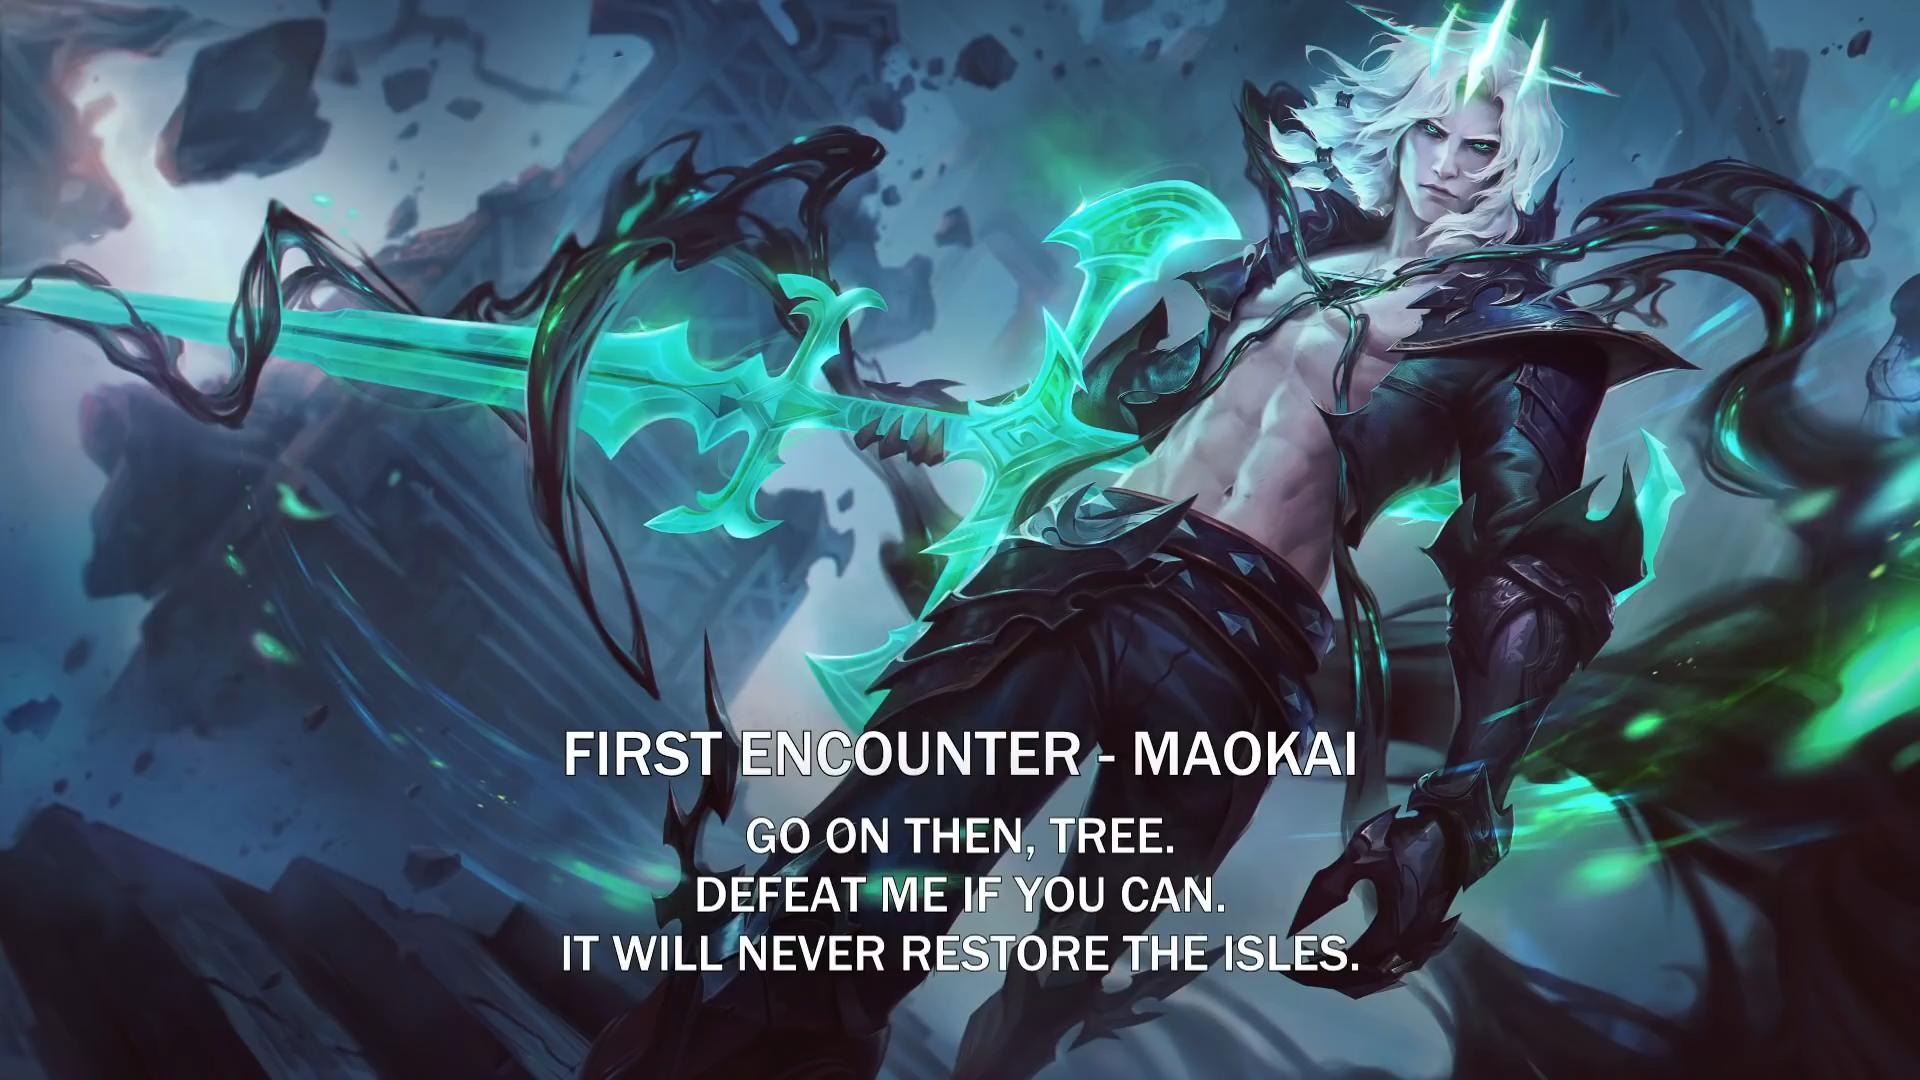 FIRST ENCOUNTER - MAOKAI
GO ON THEN, TREE.
DEFEAT ME IF YOU CAN.
IT WILL NEVER RESTORE THE ISLES.